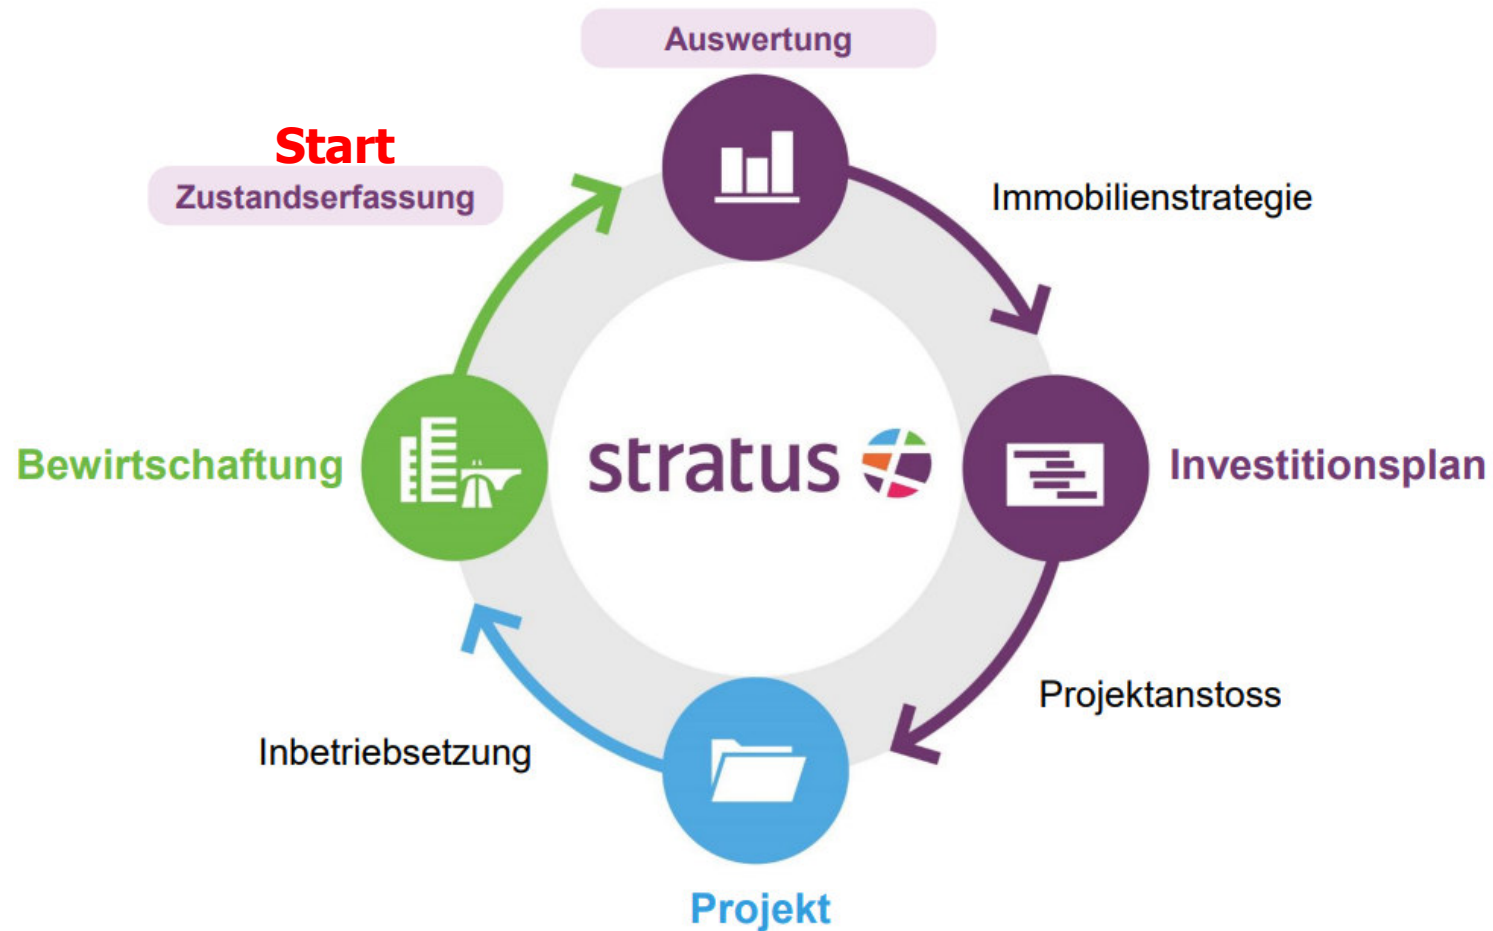 Auswertung
Start
Zustandserfassung
Immobilienstrategie
Bewirtschaftung
stratus
Investitionsplan
Projektanstoss
Inbetriebsetzung
Projekt